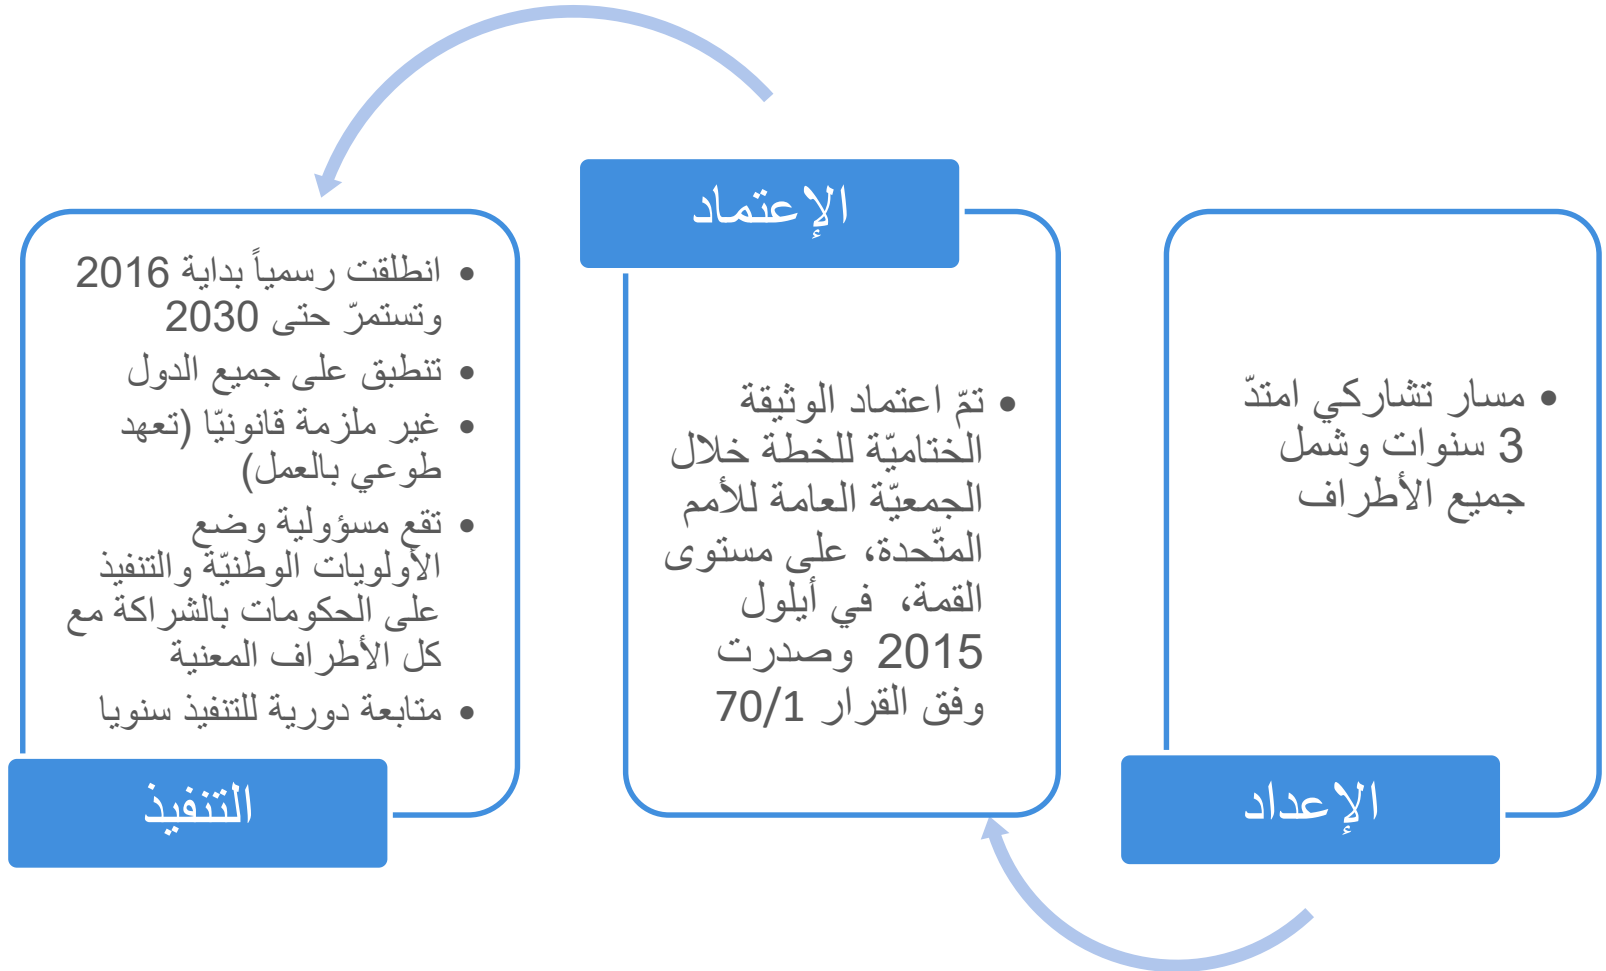 مسار تشاركي امتدّ
3 سنوات وشمل
جميع الأطراف
الإعداد
الإعتماد
تمّ اعتماد الوثيقة
الختاميّة للخطة خلال
الجمعيّة العامة للأمم
المتّحدة، على مستوى
القمة، في أيلول
2015 وصدرت
وفق القرار 70/1
انطلقت رسمياً بداية 2016
وتستمرّ حتى 2030
تنطبق على جميع الدول
غير ملزمة قانونيّا (تعهد
طوعي بالعمل)
تقع مسؤولية وضع
الأولويات الوطنيّة والتنفيذ
على الحكومات بالشراكة مع
كل الأطراف المعنية
متابعة دورية للتنفيذ سنويا
التنفيذ